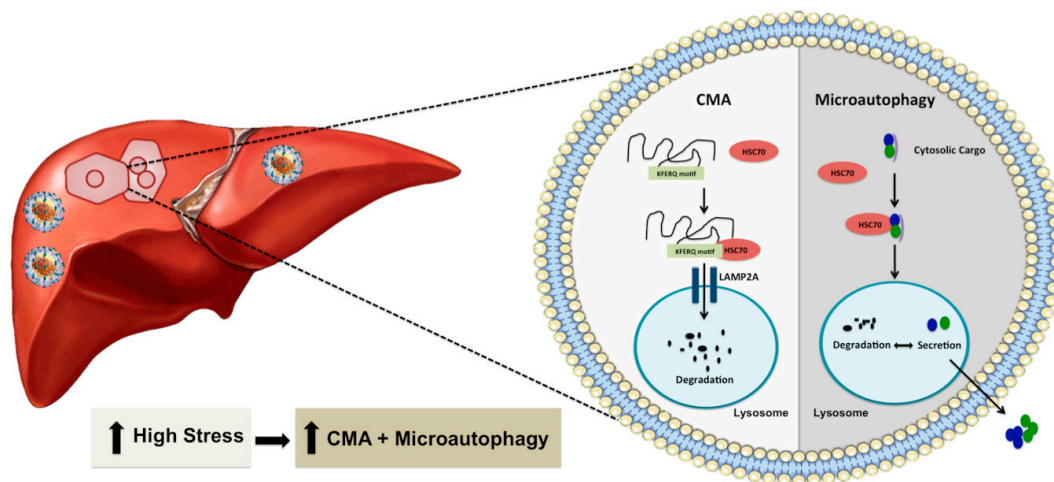 CMA
HSC70
KFERQ motif
KFERQ motif
HSC70
LAMP2A
Degradation
Lysosome
Microautophagy
Cytosolic Cargo
HSC70
HSC70
Degradation
Secretion
Lysosome
High Stress
CMA + Microautophagy